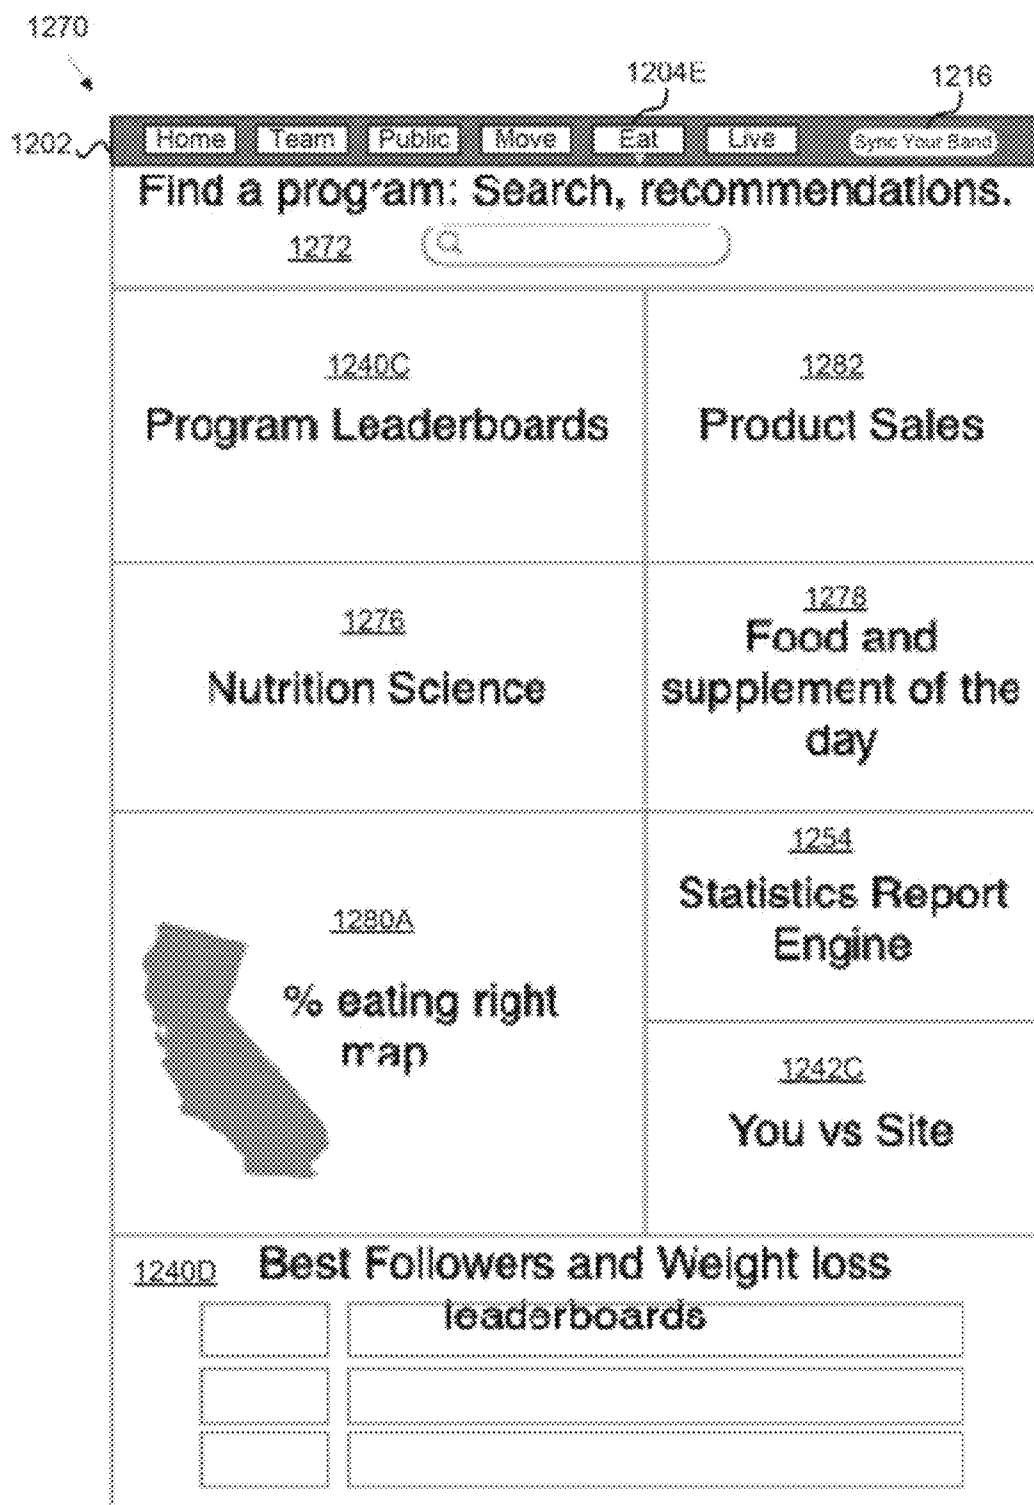 1270
1204E
1216
1202
Home Team Public Move Eat Live Sync Your Band
Find a program: Search, recommendations.
1272
1240C
1282
Program Leaderboards
Product Sales
1276
Nutrition Science
1278
Food and
supplement of the
day
1280A
% eating right
map
1254
Statistics Report
Engine
1242C
You vs Site
1240D
Best Followers and Weight loss
leaderboards